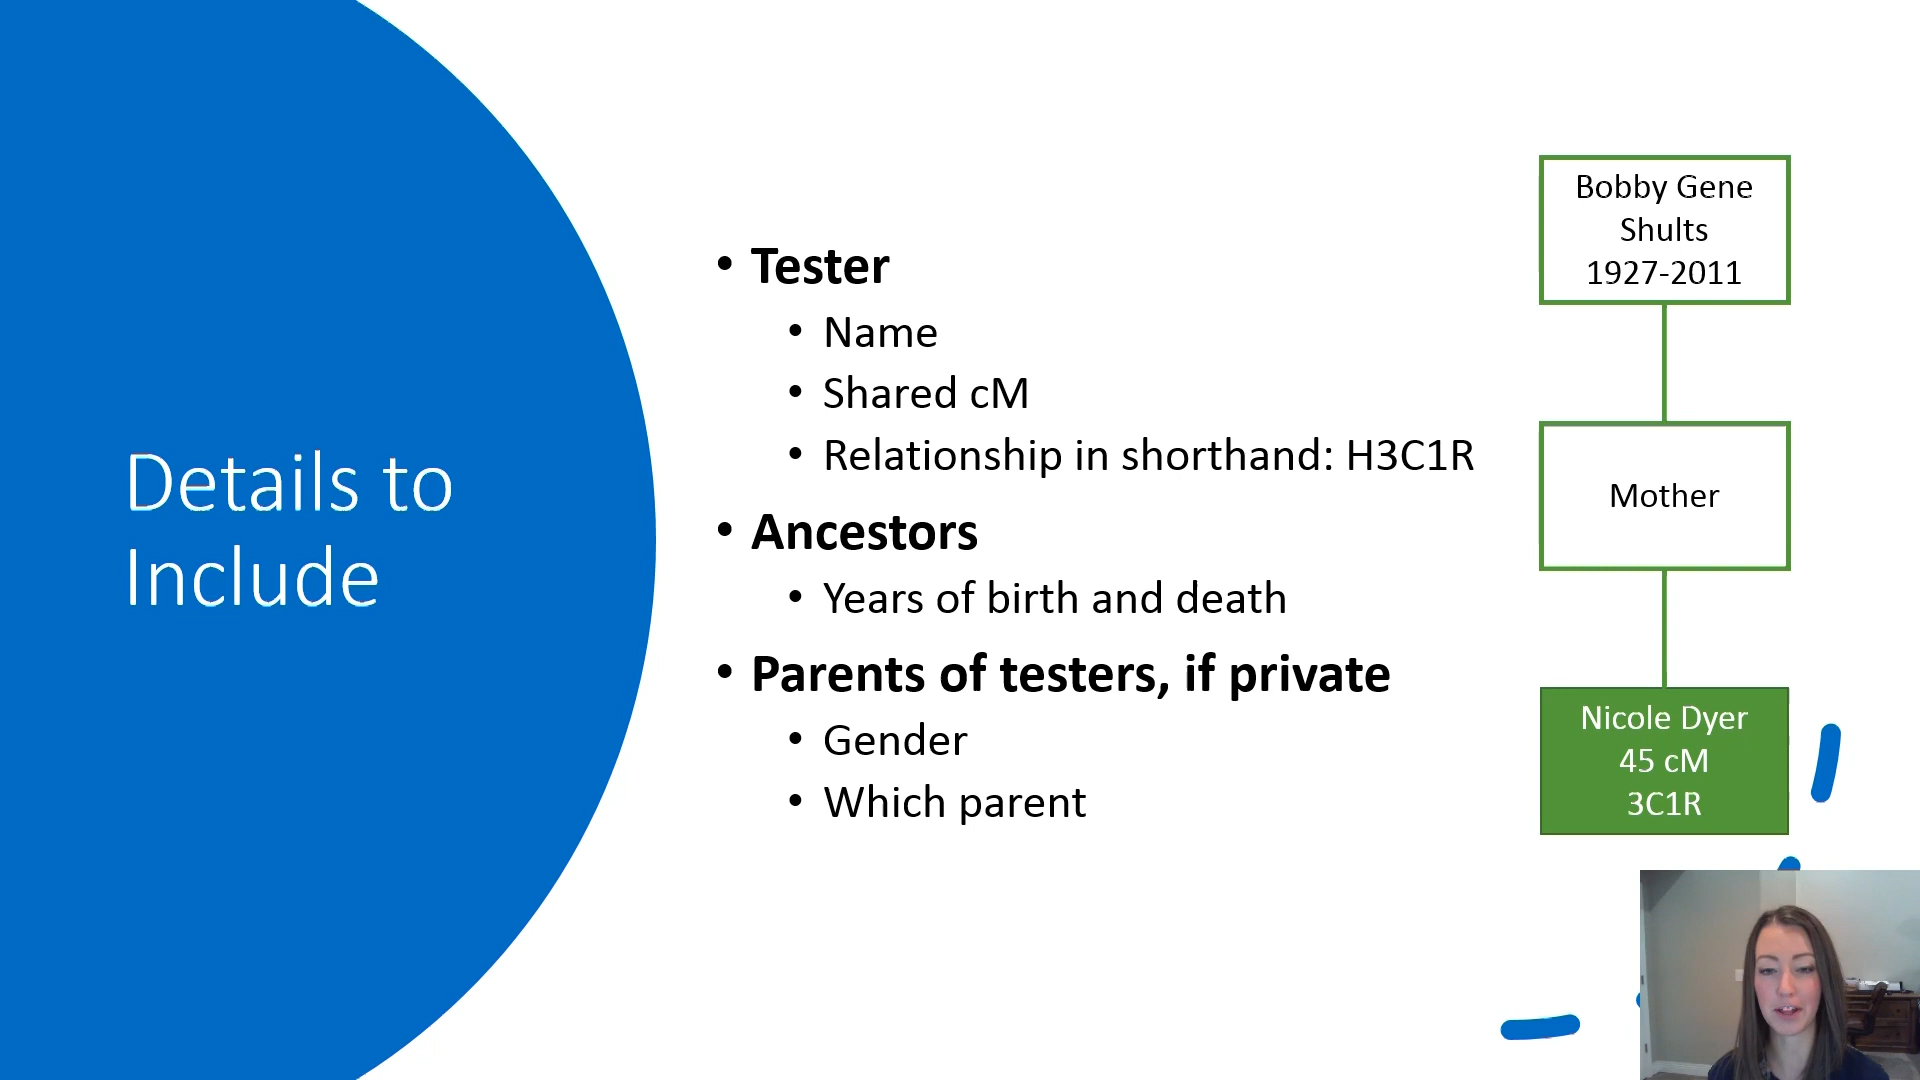 Details to
Include
• Tester
• Name
• Shared cM
• Relationship in shorthand: H3C1R
• Ancestors
• Years of birth and death
• Parents of testers, if private
• Gender
• Which parent
Bobby Gene
Shults
1927-2011
Mother
Nicole Dyer
45 cM
3C1R